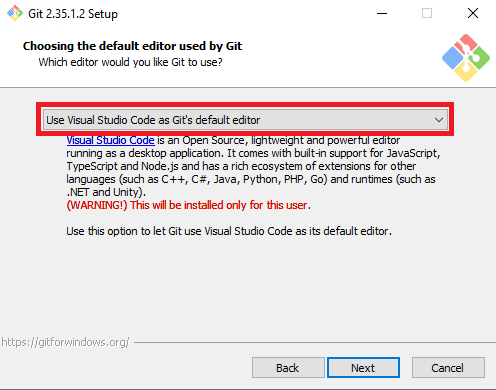 Git 2.35.1.2 Setup
Choosing the default editor used by Git
Which editor would you like Git to use?
Use Visual Studio Code as Git's default editor
Visual Studio Code is an Open Source, lightweight and powerful editor
running as a desktop application. It comes with built-in support for JavaScript,
TypeScript and Node.js and has a rich ecosystem of extensions for other
languages (such as C++, C#, Java, Python, PHP, Go) and runtimes (such as
.NET and Unity).
(WARNING!) This will be installed only for this user.
Use this option to let Git use Visual Studio Code as its default editor.
https://gitforwindows.org/
Back
Next
Cancel